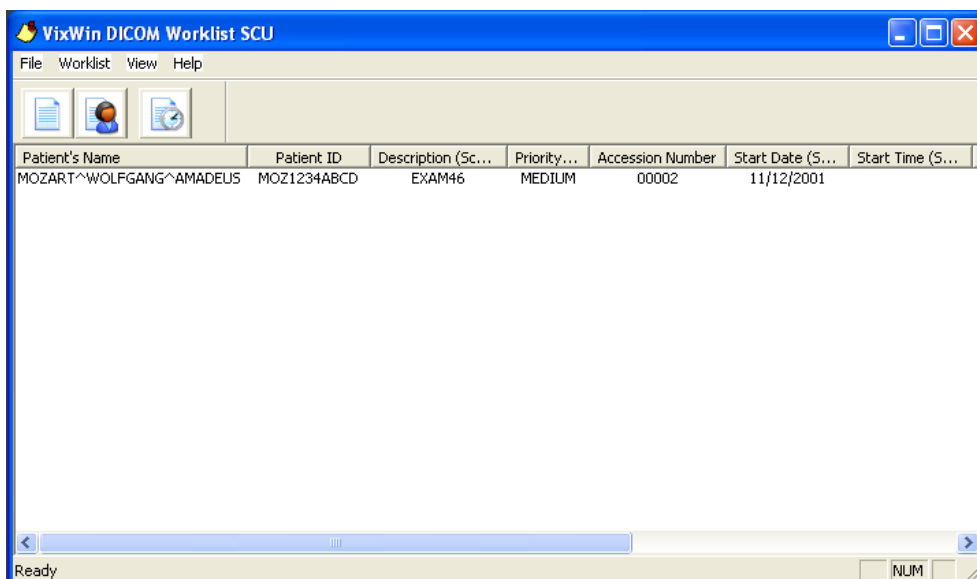 VixWin DICOM Worklist SCU
File Worklist View Help
Patient's Name Patient ID Description (Sc... Priority... Accession Number Start Date (S... Start Time (S...
MOZART^WOLFGANG^AMADEUS MOZ1234ABCD EXAM46 MEDIUM 00002 11/12/2001
Ready NUM